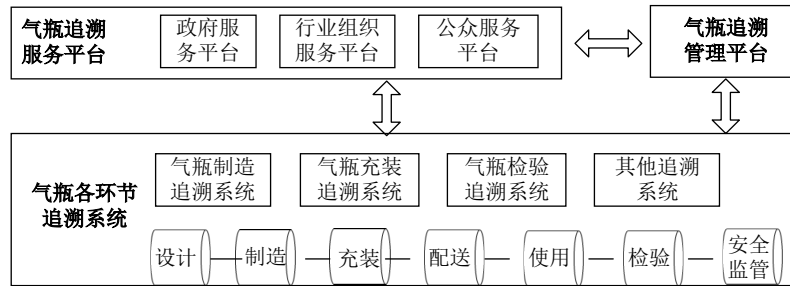 气瓶追溯
服务平台
政府服
务平台
行业组织
服务平台
公众服务
平台
气瓶追溯
管理平台
气瓶各环节
追溯系统
气瓶制造
追溯系统
气瓶充装
追溯系统
气瓶检验
追溯系统
其他追溯
系统
设计
制造
充装
配送
使用
检验
安全
监管